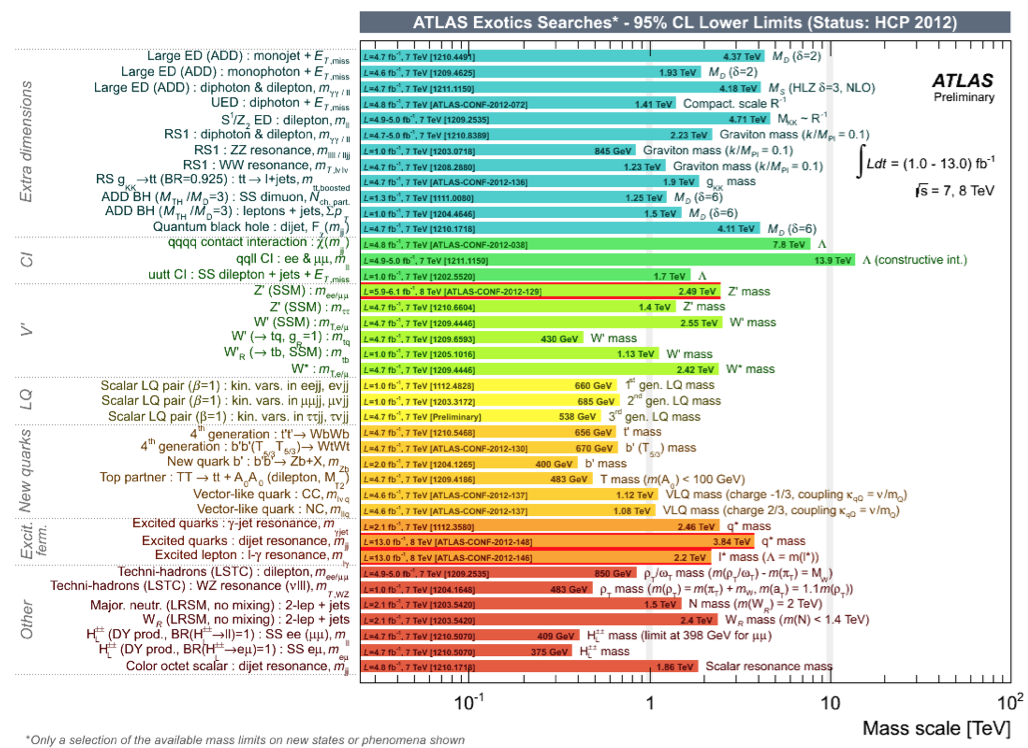 ATLAS Exotics Searches* - 95% CL Lower Limits (Status: HCP 2012)
Extra dimensions
Large ED (ADD) : monojet + E_T,miss L=4.7 fb⁻¹, 7 TeV [1210.4491] 4.37 TeV M_D (δ=2)
Large ED (ADD) : monophoton + E_T,miss L=4.6 fb⁻¹, 7 TeV [1209.4625] 1.93 TeV M_D (δ=2)
Large ED (ADD) : diphoton & dilepton, m_γγ / ll L=4.7 fb⁻¹, 7 TeV [1211.1150] 4.18 TeV M_S (HLZ δ=3, NLO)
UED : diphoton + E_T,miss L=4.8 fb⁻¹, 7 TeV [ATLAS-CONF-2012-072] 1.41 TeV Compact. scale R⁻¹
S¹/Z₂ ED : dilepton, m_ll L=4.9-5.0 fb⁻¹, 7 TeV [1209.2535] 4.71 TeV M_KK ~ R⁻¹
RS1 : diphoton & dilepton, m_γγ / ll L=4.7-5.0 fb⁻¹, 7 TeV [1210.8389] 2.23 TeV Graviton mass (k/M_Pl = 0.1)
RS1 : ZZ resonance, m_llll / lljj L=1.0 fb⁻¹, 7 TeV [1203.0718] 845 GeV Graviton mass (k/M_Pl = 0.1)
RS1 : WW resonance, m_T,lνlν L=4.7 fb⁻¹, 7 TeV [1208.2880] 1.23 TeV Graviton mass (k/M_Pl = 0.1)
RS g_KK→tt (BR=0.925) : tt → l+jets, m_tt,boosted L=4.7 fb⁻¹, 7 TeV [ATLAS-CONF-2012-136] 1.9 TeV g_KK mass
ADD BH (M_TH /M_D=3) : SS dimuon, N_ch. part. L=1.3 fb⁻¹, 7 TeV [1111.0080] 1.25 TeV M_D (δ=6)
ADD BH (M_TH /M_D=3) : leptons + jets, Σp_T L=1.0 fb⁻¹, 7 TeV [1204.4646] 1.5 TeV M_D (δ=6)
Quantum black hole : dijet, F_χ(m_jj) L=4.7 fb⁻¹, 7 TeV [1210.1718] 4.11 TeV M_D (δ=6)
ATLAS
Preliminary
∫Ldt = (1.0 - 13.0) fb⁻¹
√s = 7, 8 TeV
CI
qqqq contact interaction : χ(m_jj) L=4.8 fb⁻¹, 7 TeV [ATLAS-CONF-2012-038] 7.8 TeV Λ
qqll CI : ee & μμ, m_ll L=4.9-5.0 fb⁻¹, 7 TeV [1211.1150] 13.9 TeV Λ (constructive int.)
uutt CI : SS dilepton + jets + E_T,miss L=1.0 fb⁻¹, 7 TeV [1202.5520] 1.7 TeV Λ
V'
Z' (SSM) : m_ee/μμ L=5.9-6.1 fb⁻¹, 8 TeV [ATLAS-CONF-2012-129] 2.49 TeV Z' mass
Z' (SSM) : m_ττ L=4.7 fb⁻¹, 7 TeV [1210.6604] 1.4 TeV Z' mass
W' (SSM) : m_T,e/μ L=4.7 fb⁻¹, 7 TeV [1209.4446] 2.55 TeV W' mass
W' (→ tq, g_R=1) : m_tq L=4.7 fb⁻¹, 7 TeV [1209.6593] 430 GeV W' mass
W'_R (→ tb, SSM) : m_tb L=1.0 fb⁻¹, 7 TeV [1205.1016] 1.13 TeV W' mass
W* : m_T,e/μ L=4.7 fb⁻¹, 7 TeV [1209.4446] 2.42 TeV W* mass
LQ
Scalar LQ pair (β=1) : kin. vars. in eejj, eνjj L=1.0 fb⁻¹, 7 TeV [1112.4828] 660 GeV 1st gen. LQ mass
Scalar LQ pair (β=1) : kin. vars. in μμjj, μνjj L=1.0 fb⁻¹, 7 TeV [1203.3172] 685 GeV 2nd gen. LQ mass
Scalar LQ pair (β=1) : kin. vars. in ττjj, τνjj L=4.7 fb⁻¹, 7 TeV [Preliminary] 538 GeV 3rd gen. LQ mass
New quarks
4th generation : t't'→ WbWb L=4.7 fb⁻¹, 7 TeV [1210.5468] 656 GeV t' mass
4th generation : b'b'(T_5/3T_5/3)→ WtWt L=4.7 fb⁻¹, 7 TeV [ATLAS-CONF-2012-130] 670 GeV b' (T_5/3) mass
New quark b' : b'b'→ Zb+X, m_Zb L=2.0 fb⁻¹, 7 TeV [1204.1265] 400 GeV b' mass
Top partner : TT → tt + A₀A₀ (dilepton, M_T2) L=4.7 fb⁻¹, 7 TeV [1209.4186] 483 GeV T mass (m(A₀) < 100 GeV)
Vector-like quark : CC, m_lνq L=4.6 fb⁻¹, 7 TeV [ATLAS-CONF-2012-137] 1.12 TeV VLQ mass (charge -1/3, coupling κ_qQ = ν/m_Q)
Vector-like quark : NC, m_llq L=4.6 fb⁻¹, 7 TeV [ATLAS-CONF-2012-137] 1.08 TeV VLQ mass (charge 2/3, coupling κ_qQ = ν/m_Q)
Excit. ferm.
Excited quarks : γ-jet resonance, m_γjet L=2.1 fb⁻¹, 7 TeV [1112.3580] 2.46 TeV q* mass
Excited quarks : dijet resonance, m_jj L=13.0 fb⁻¹, 8 TeV [ATLAS-CONF-2012-148] 3.84 TeV q* mass
Excited lepton : l-γ resonance, m_lγ L=13.0 fb⁻¹, 8 TeV [ATLAS-CONF-2012-146] 2.2 TeV l* mass (Λ = m(l*))
Other
Techni-hadrons (LSTC) : dilepton, m_ee/μμ L=4.9-5.0 fb⁻¹, 7 TeV [1209.2535] 850 GeV ρ_T/ω_T mass (m(ρ_T/ω_T) - m(π_T) = M_W)
Techni-hadrons (LSTC) : WZ resonance (νlll), m_T,WZ L=1.0 fb⁻¹, 7 TeV [1204.1648] 483 GeV ρ_T mass (m(ρ_T) = m(π_T) + m_W, m(a_T) = 1.1m(ρ_T))
Major. neutr. (LRSM, no mixing) : 2-lep + jets L=2.1 fb⁻¹, 7 TeV [1203.5420] 1.5 TeV N mass (m(W_R) = 2 TeV)
W_R (LRSM, no mixing) : 2-lep + jets L=2.1 fb⁻¹, 7 TeV [1203.5420] 2.4 TeV W_R mass (m(N) < 1.4 TeV)
H_L^±± (DY prod., BR(H_L^±±→ll)=1) : SS ee (μμ), m_ll L=4.7 fb⁻¹, 7 TeV [1210.5070] 409 GeV H_L^±± mass (limit at 398 GeV for μμ)
H_L^±± (DY prod., BR(H_L^±±→eμ)=1) : SS eμ, m_eμ L=4.7 fb⁻¹, 7 TeV [1210.5070] 375 GeV H_L^±± mass
Color octet scalar : dijet resonance, m_jj L=4.8 fb⁻¹, 7 TeV [1210.1718] 1.86 TeV Scalar resonance mass
10⁻¹ 1 10 10²
Mass scale [TeV]
*Only a selection of the available mass limits on new states or phenomena shown